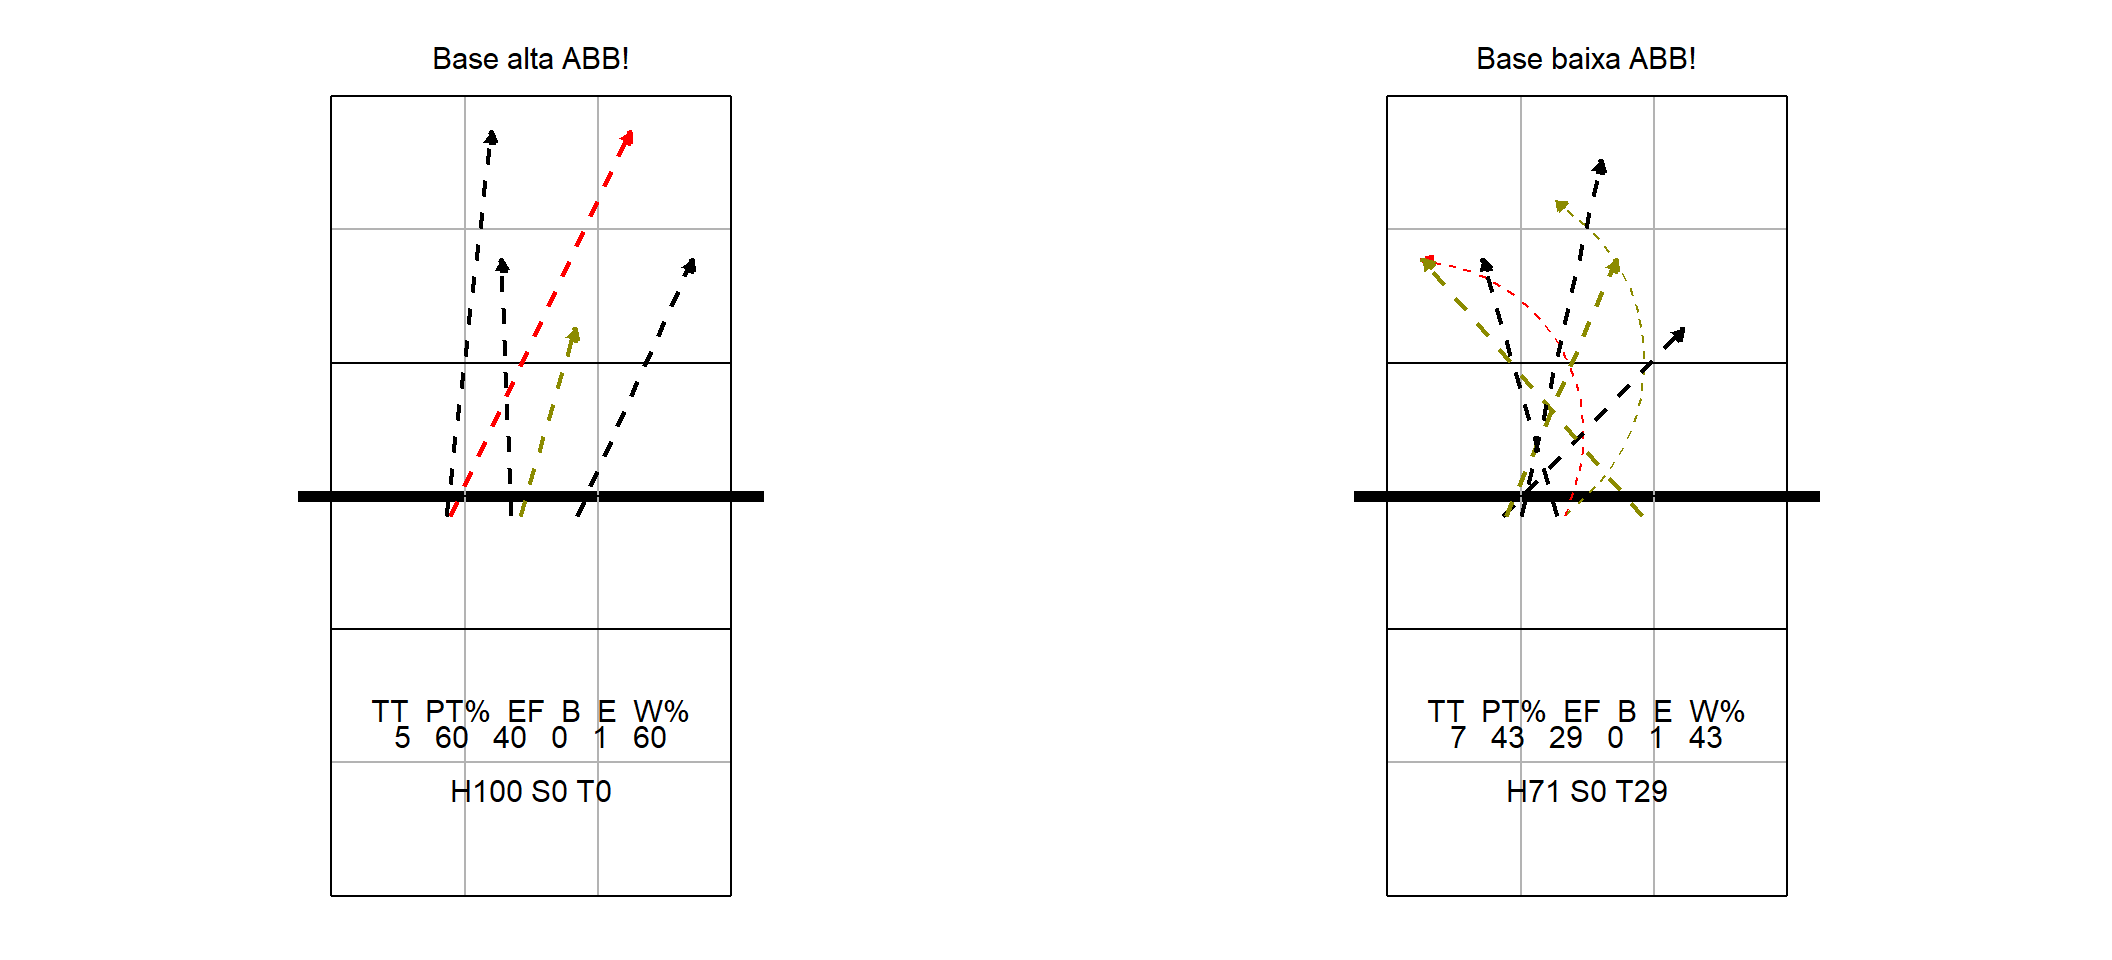 Base alta ABB!
TT PT% EF B E W%
5 60 40 0 1 60
H100 S0 T0
Base baixa ABB!
TT PT% EF B E W%
7 43 29 0 1 43
H71 S0 T29